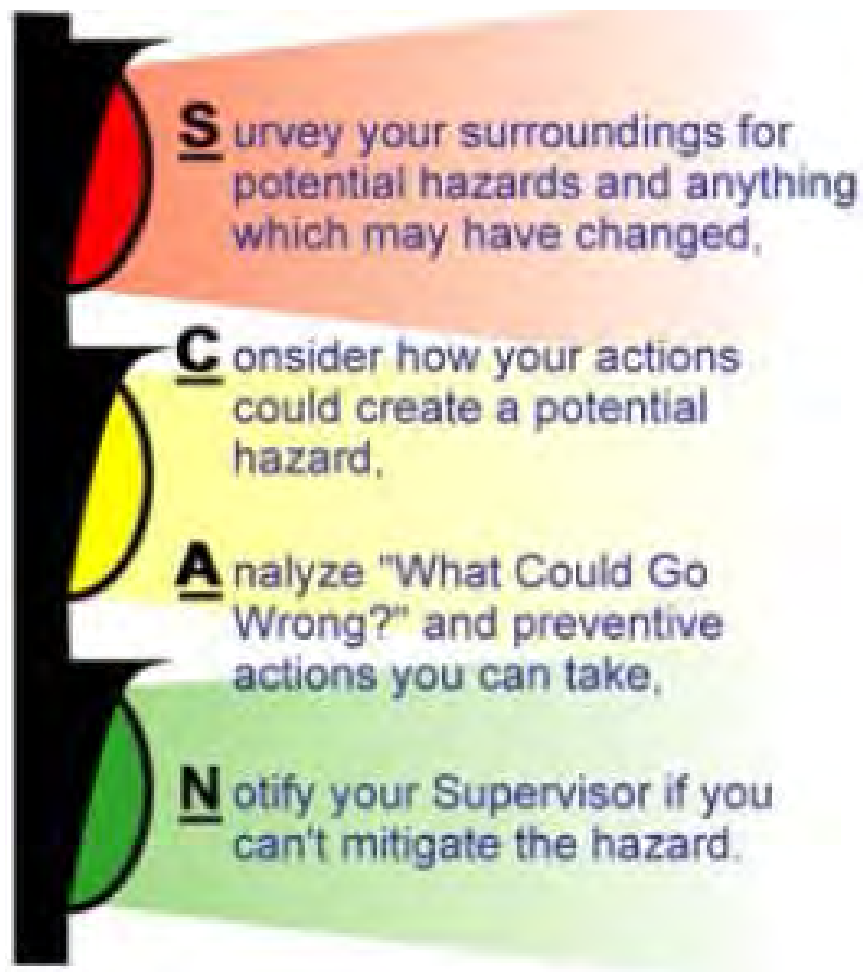 Survey your surroundings for
potential hazards and anything
which may have changed,
Consider how your actions
could create a potential
hazard,
Analyze "What Could Go
Wrong?" and preventive
actions you can take,
Notify your Supervisor if you
can't mitigate the hazard.